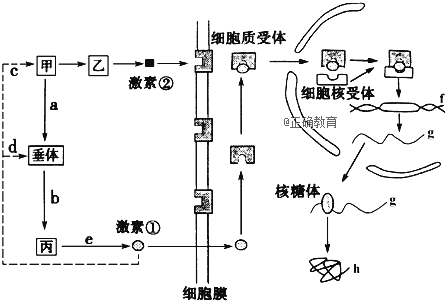 细胞质受体
c 甲 乙 激素②
细胞核受体
a
f
@正确教育
g
d 垂体
b
核糖体
激素①
g
丙 e
h
细胞膜